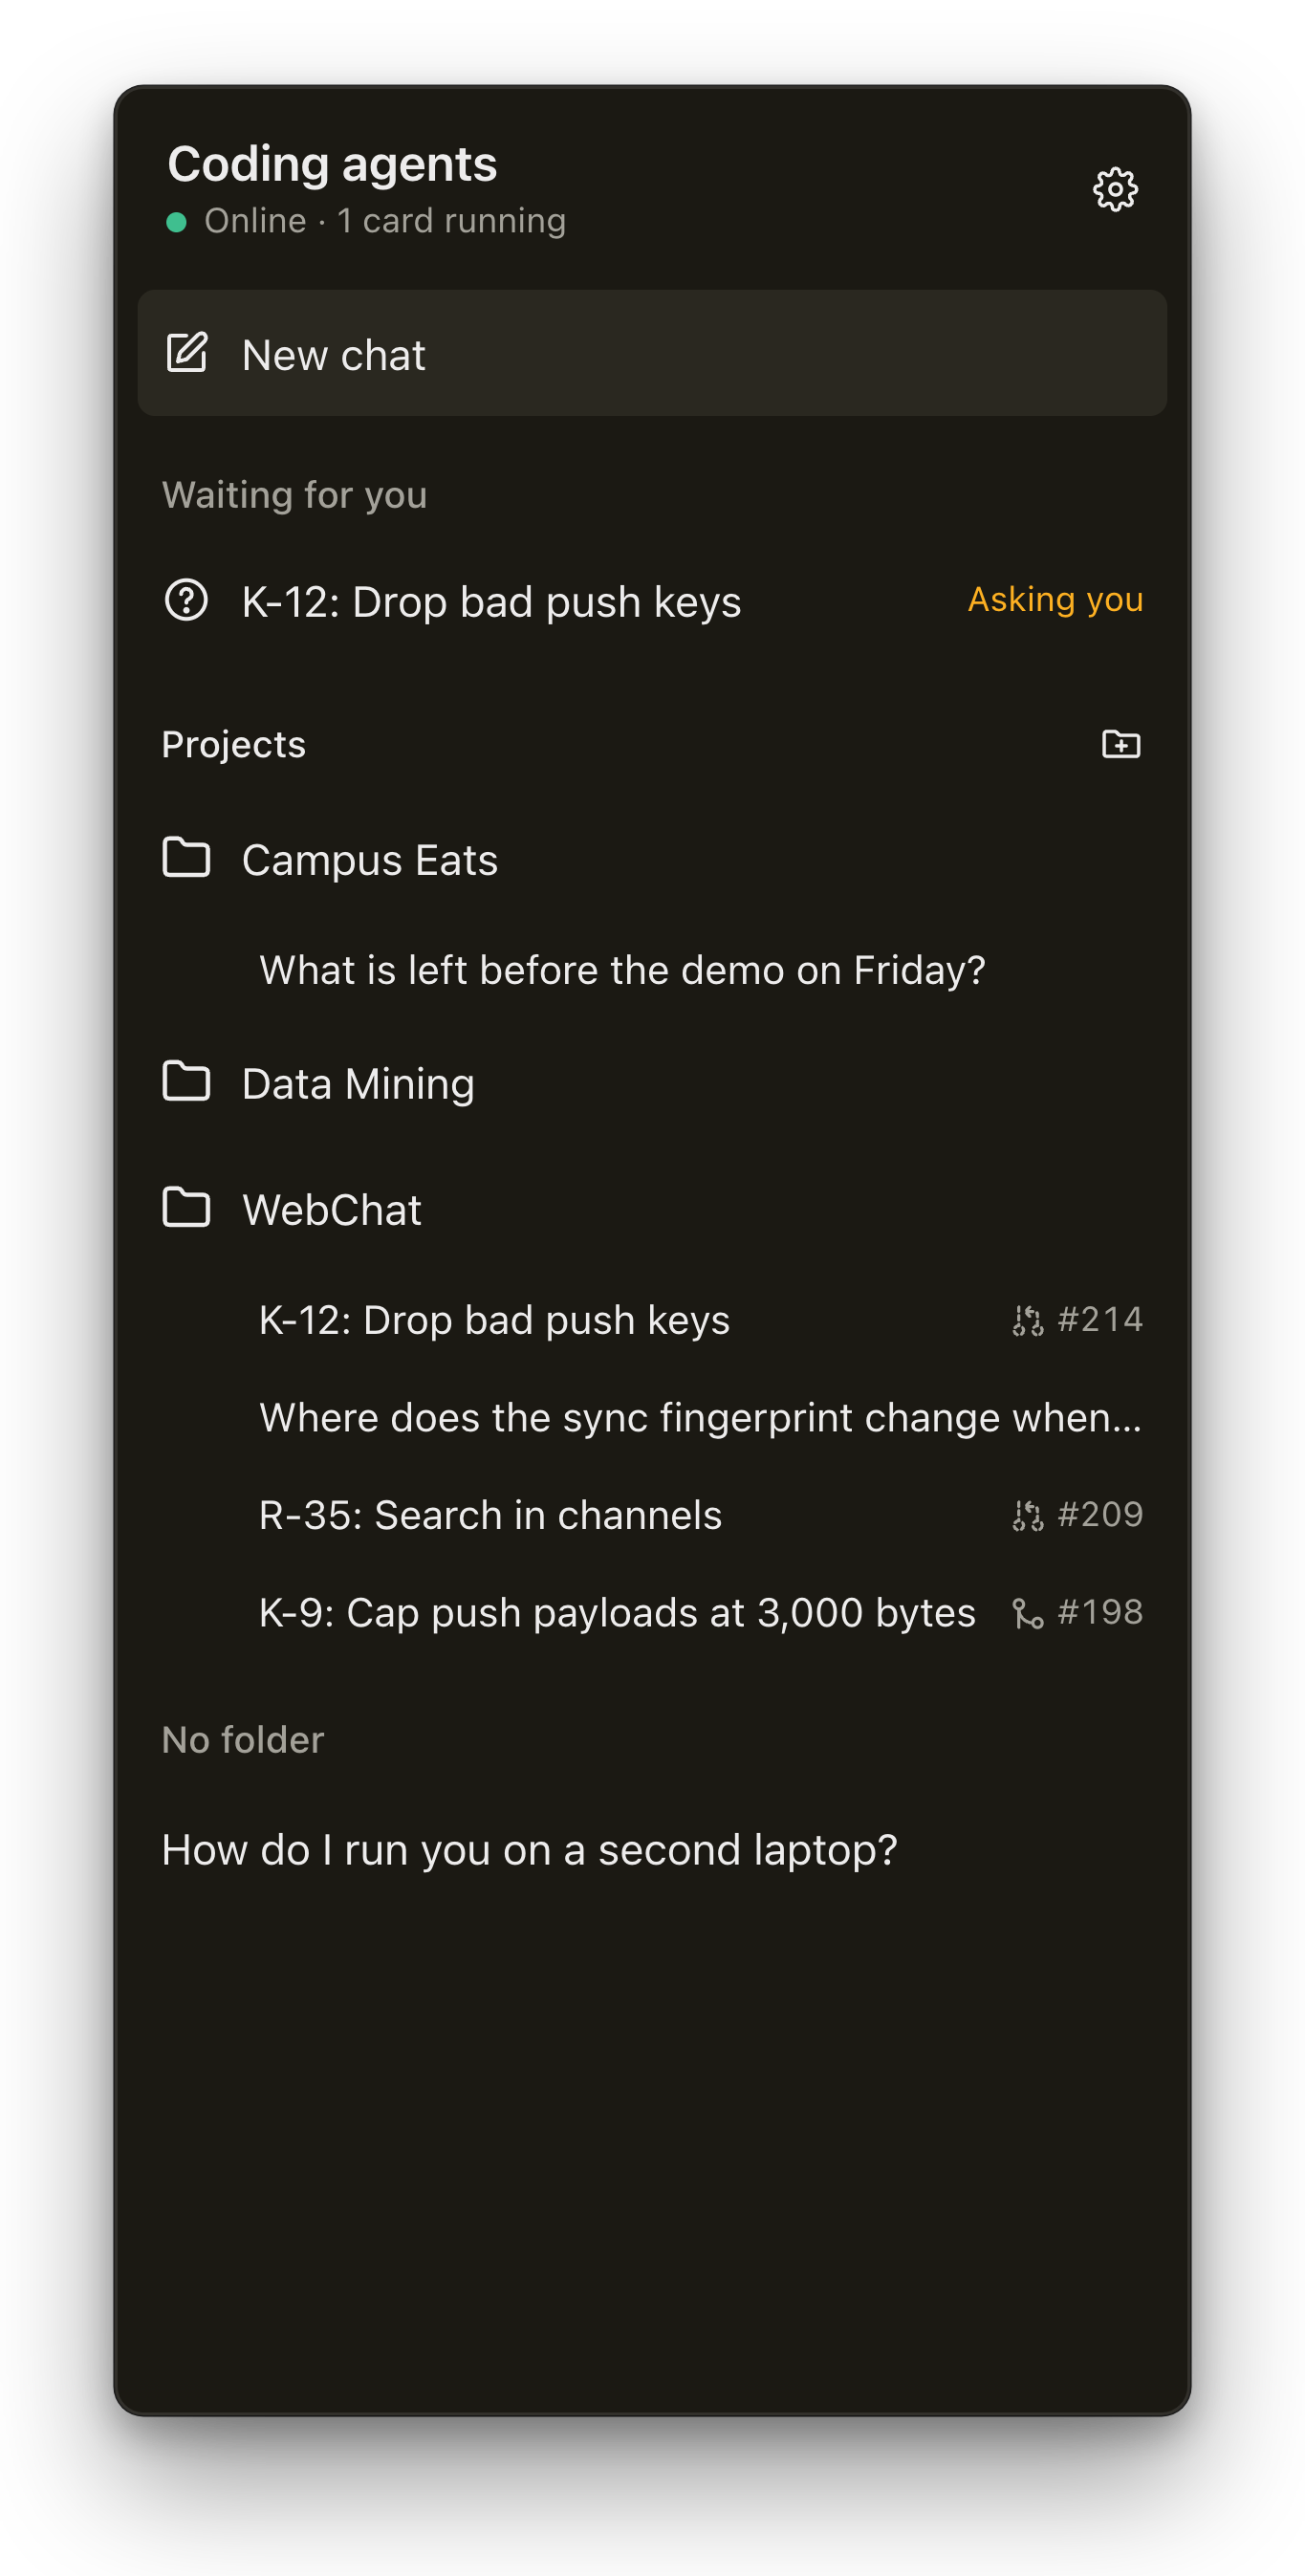 Coding agents
Online · 1 card running
New chat
Waiting for you
K-12: Drop bad push keys Asking you
Projects
Campus Eats
What is left before the demo on Friday?
Data Mining
WebChat
K-12: Drop bad push keys #214
Where does the sync fingerprint change when...
R-35: Search in channels #209
K-9: Cap push payloads at 3,000 bytes #198
No folder
How do I run you on a second laptop?